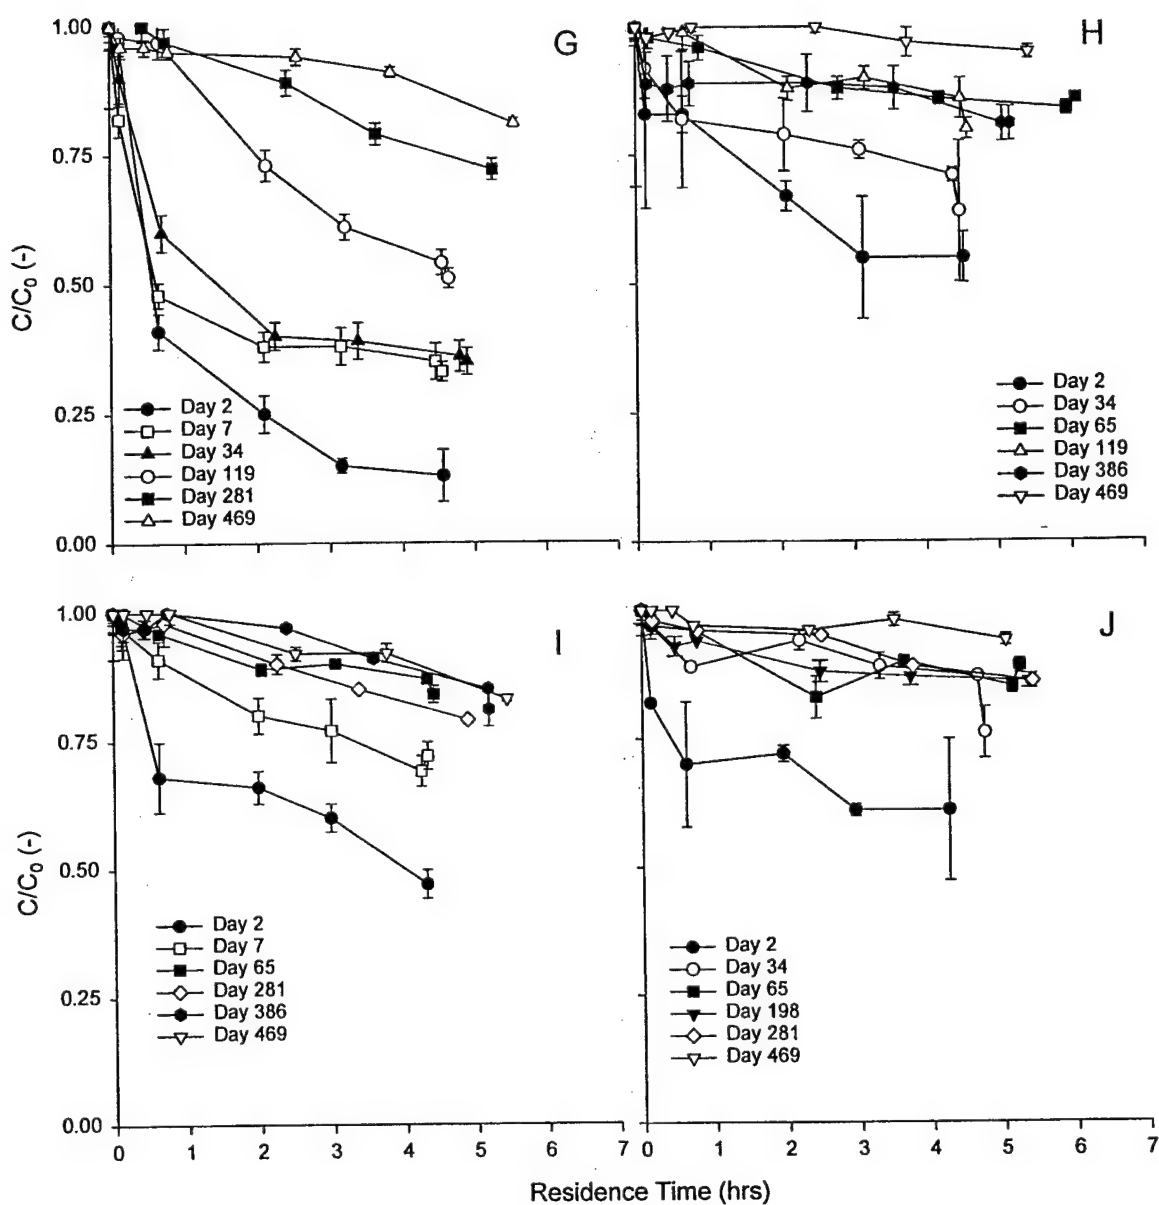 G
1.00
0.75
0.50
0.25
0.00
C/C0 (-)
Day 2
Day 7
Day 34
Day 119
Day 281
Day 469
H
Day 2
Day 34
Day 65
Day 119
Day 386
Day 469
I
1.00
0.75
0.50
0.25
0.00
C/C0 (-)
Day 2
Day 7
Day 65
Day 281
Day 386
Day 469
0 1 2 3 4 5 6 7
J
Day 2
Day 34
Day 65
Day 198
Day 281
Day 469
0 1 2 3 4 5 6 7
Residence Time (hrs)